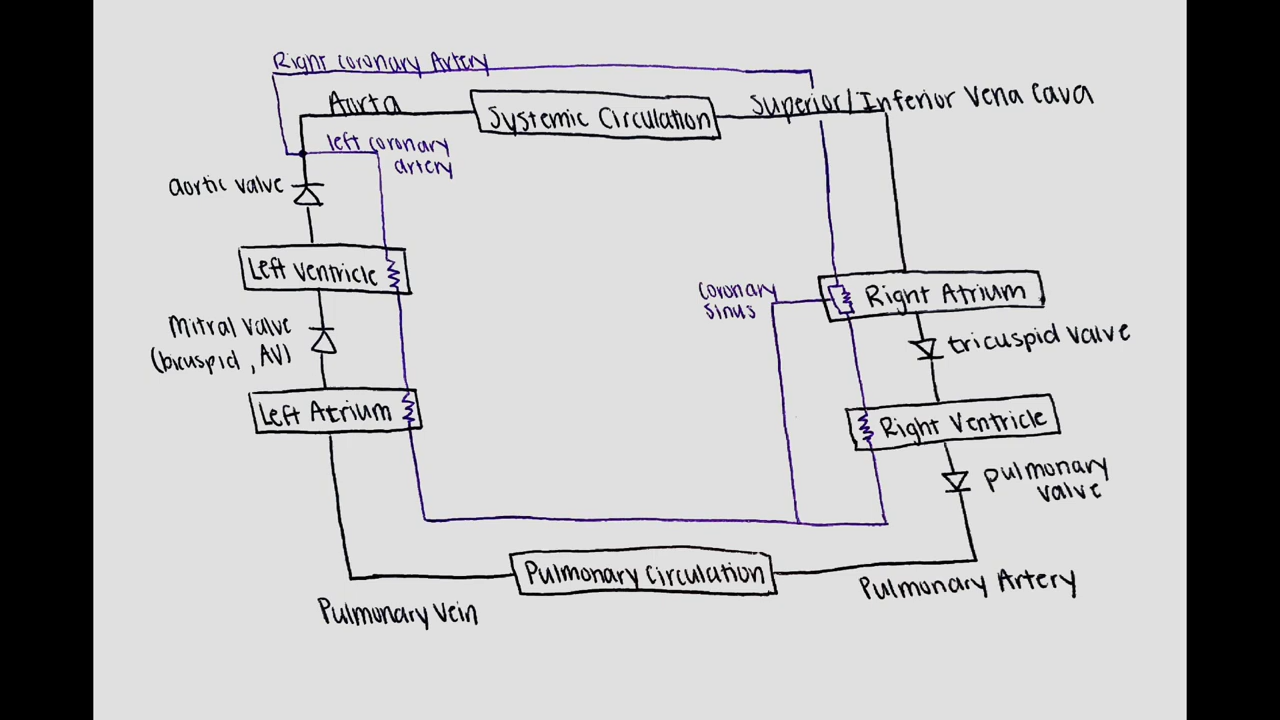 Right coronary Artery
Aorta
Systemic Circulation
Superior/Inferior Vena Cava
left coronary
artery
aortic valve
Left Ventricle
coronary
sinus
Right Atrium
Mitral Valve
(bicuspid, AV)
tricuspid valve
Left Atrium
Right Ventricle
pulmonary
valve
Pulmonary Circulation
Pulmonary Artery
Pulmonary Vein